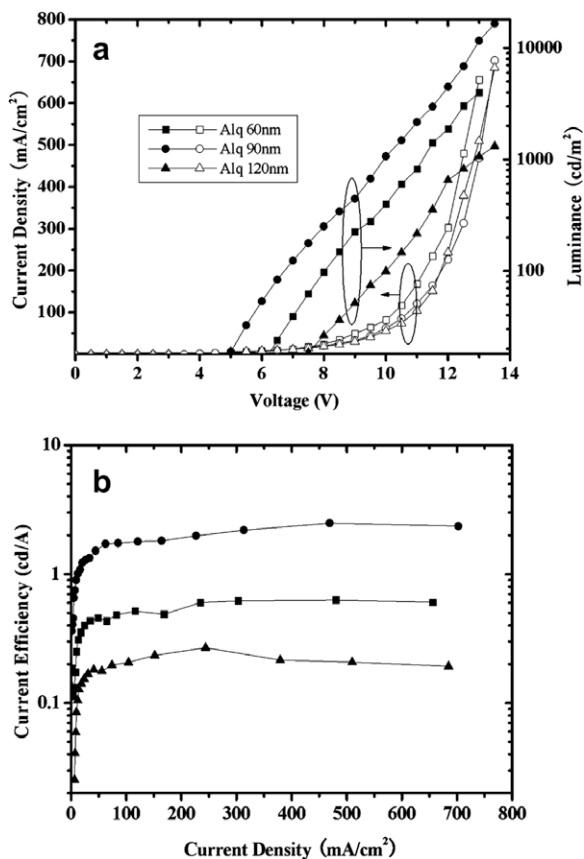 a
Current Density (mA/cm²)
800
700
600
500
400
300
200
100
Alq 60nm
Alq 90nm
Alq 120nm
10000
1000
100
Luminance (cd/m²)
0 2 4 6 8 10 12 14
Voltage (V)
b
Current Efficiency (cd/A)
10
1
0.1
0 100 200 300 400 500 600 700 800
Current Density (mA/cm²)